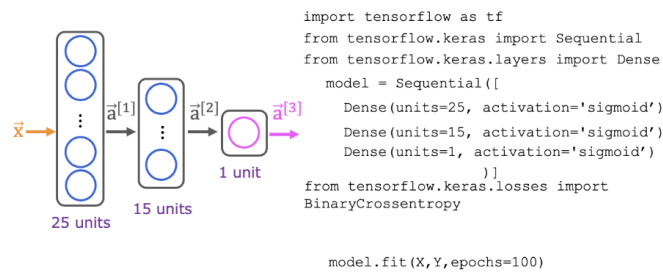 x⃗
a⃗[1]
a⃗[2]
a⃗[3]
25 units
15 units
1 unit
import tensorflow as tf
from tensorflow.keras import Sequential
from tensorflow.keras.layers import Dense
model = Sequential([
Dense(units=25, activation='sigmoid’)
Dense(units=15, activation='sigmoid’)
Dense(units=1, activation='sigmoid’)
)]
from tensorflow.keras.losses import
BinaryCrossentropy
model.fit(X,Y,epochs=100)